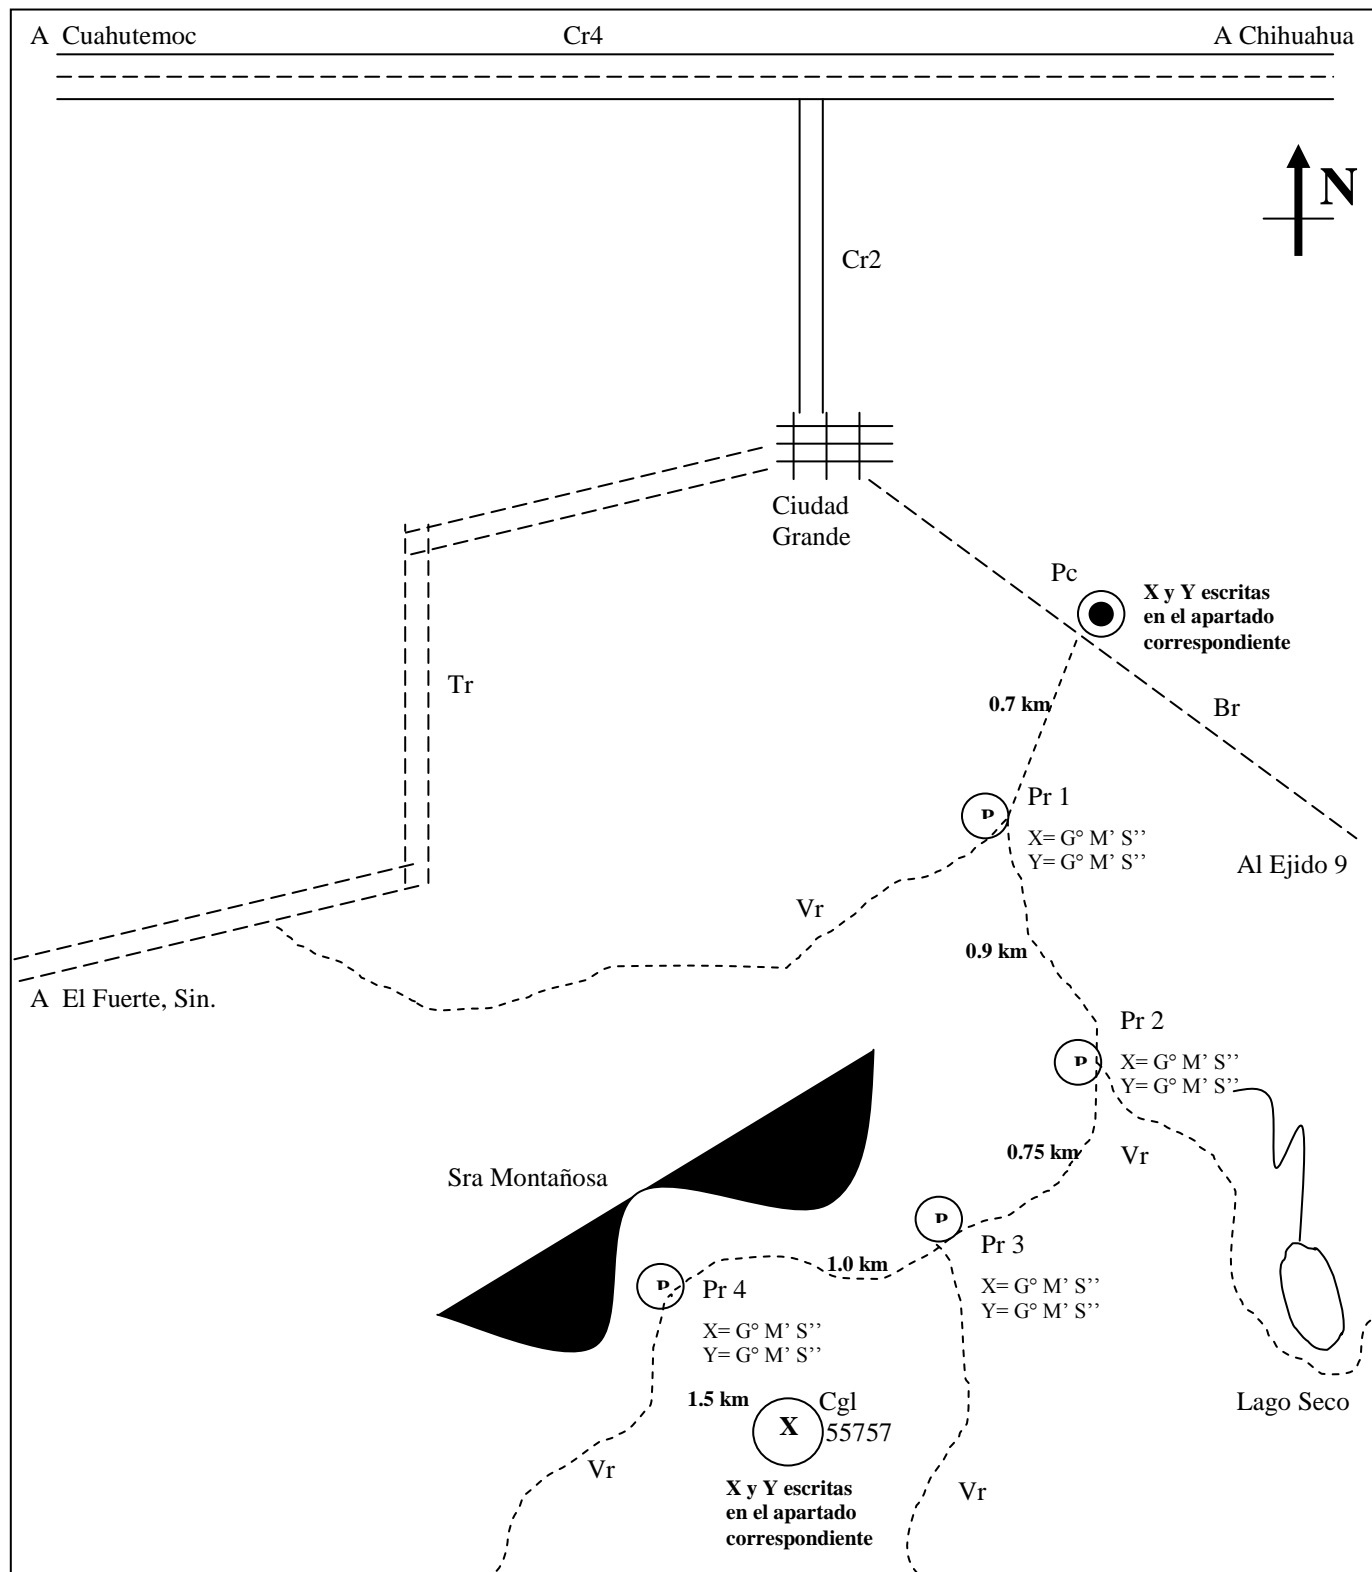 A Cuahutemoc
Cr4
A Chihuahua
N
Cr2
Ciudad
Grande
Pc
X y Y escritas
en el apartado
correspondiente
Tr
0.7 km
Br
Pr 1
P
X= G° M’ S’’
Y= G° M’ S’’
Al Ejido 9
Vr
0.9 km
A El Fuerte, Sin.
Pr 2
P
X= G° M’ S’’
Y= G° M’ S’’
0.75 km
Vr
Sra Montañosa
P
Pr 3
1.0 km
X= G° M’ S’’
Y= G° M’ S’’
P
Pr 4
X= G° M’ S’’
Y= G° M’ S’’
1.5 km
Cgl
X
55757
Lago Seco
Vr
Vr
X y Y escritas
en el apartado
correspondiente